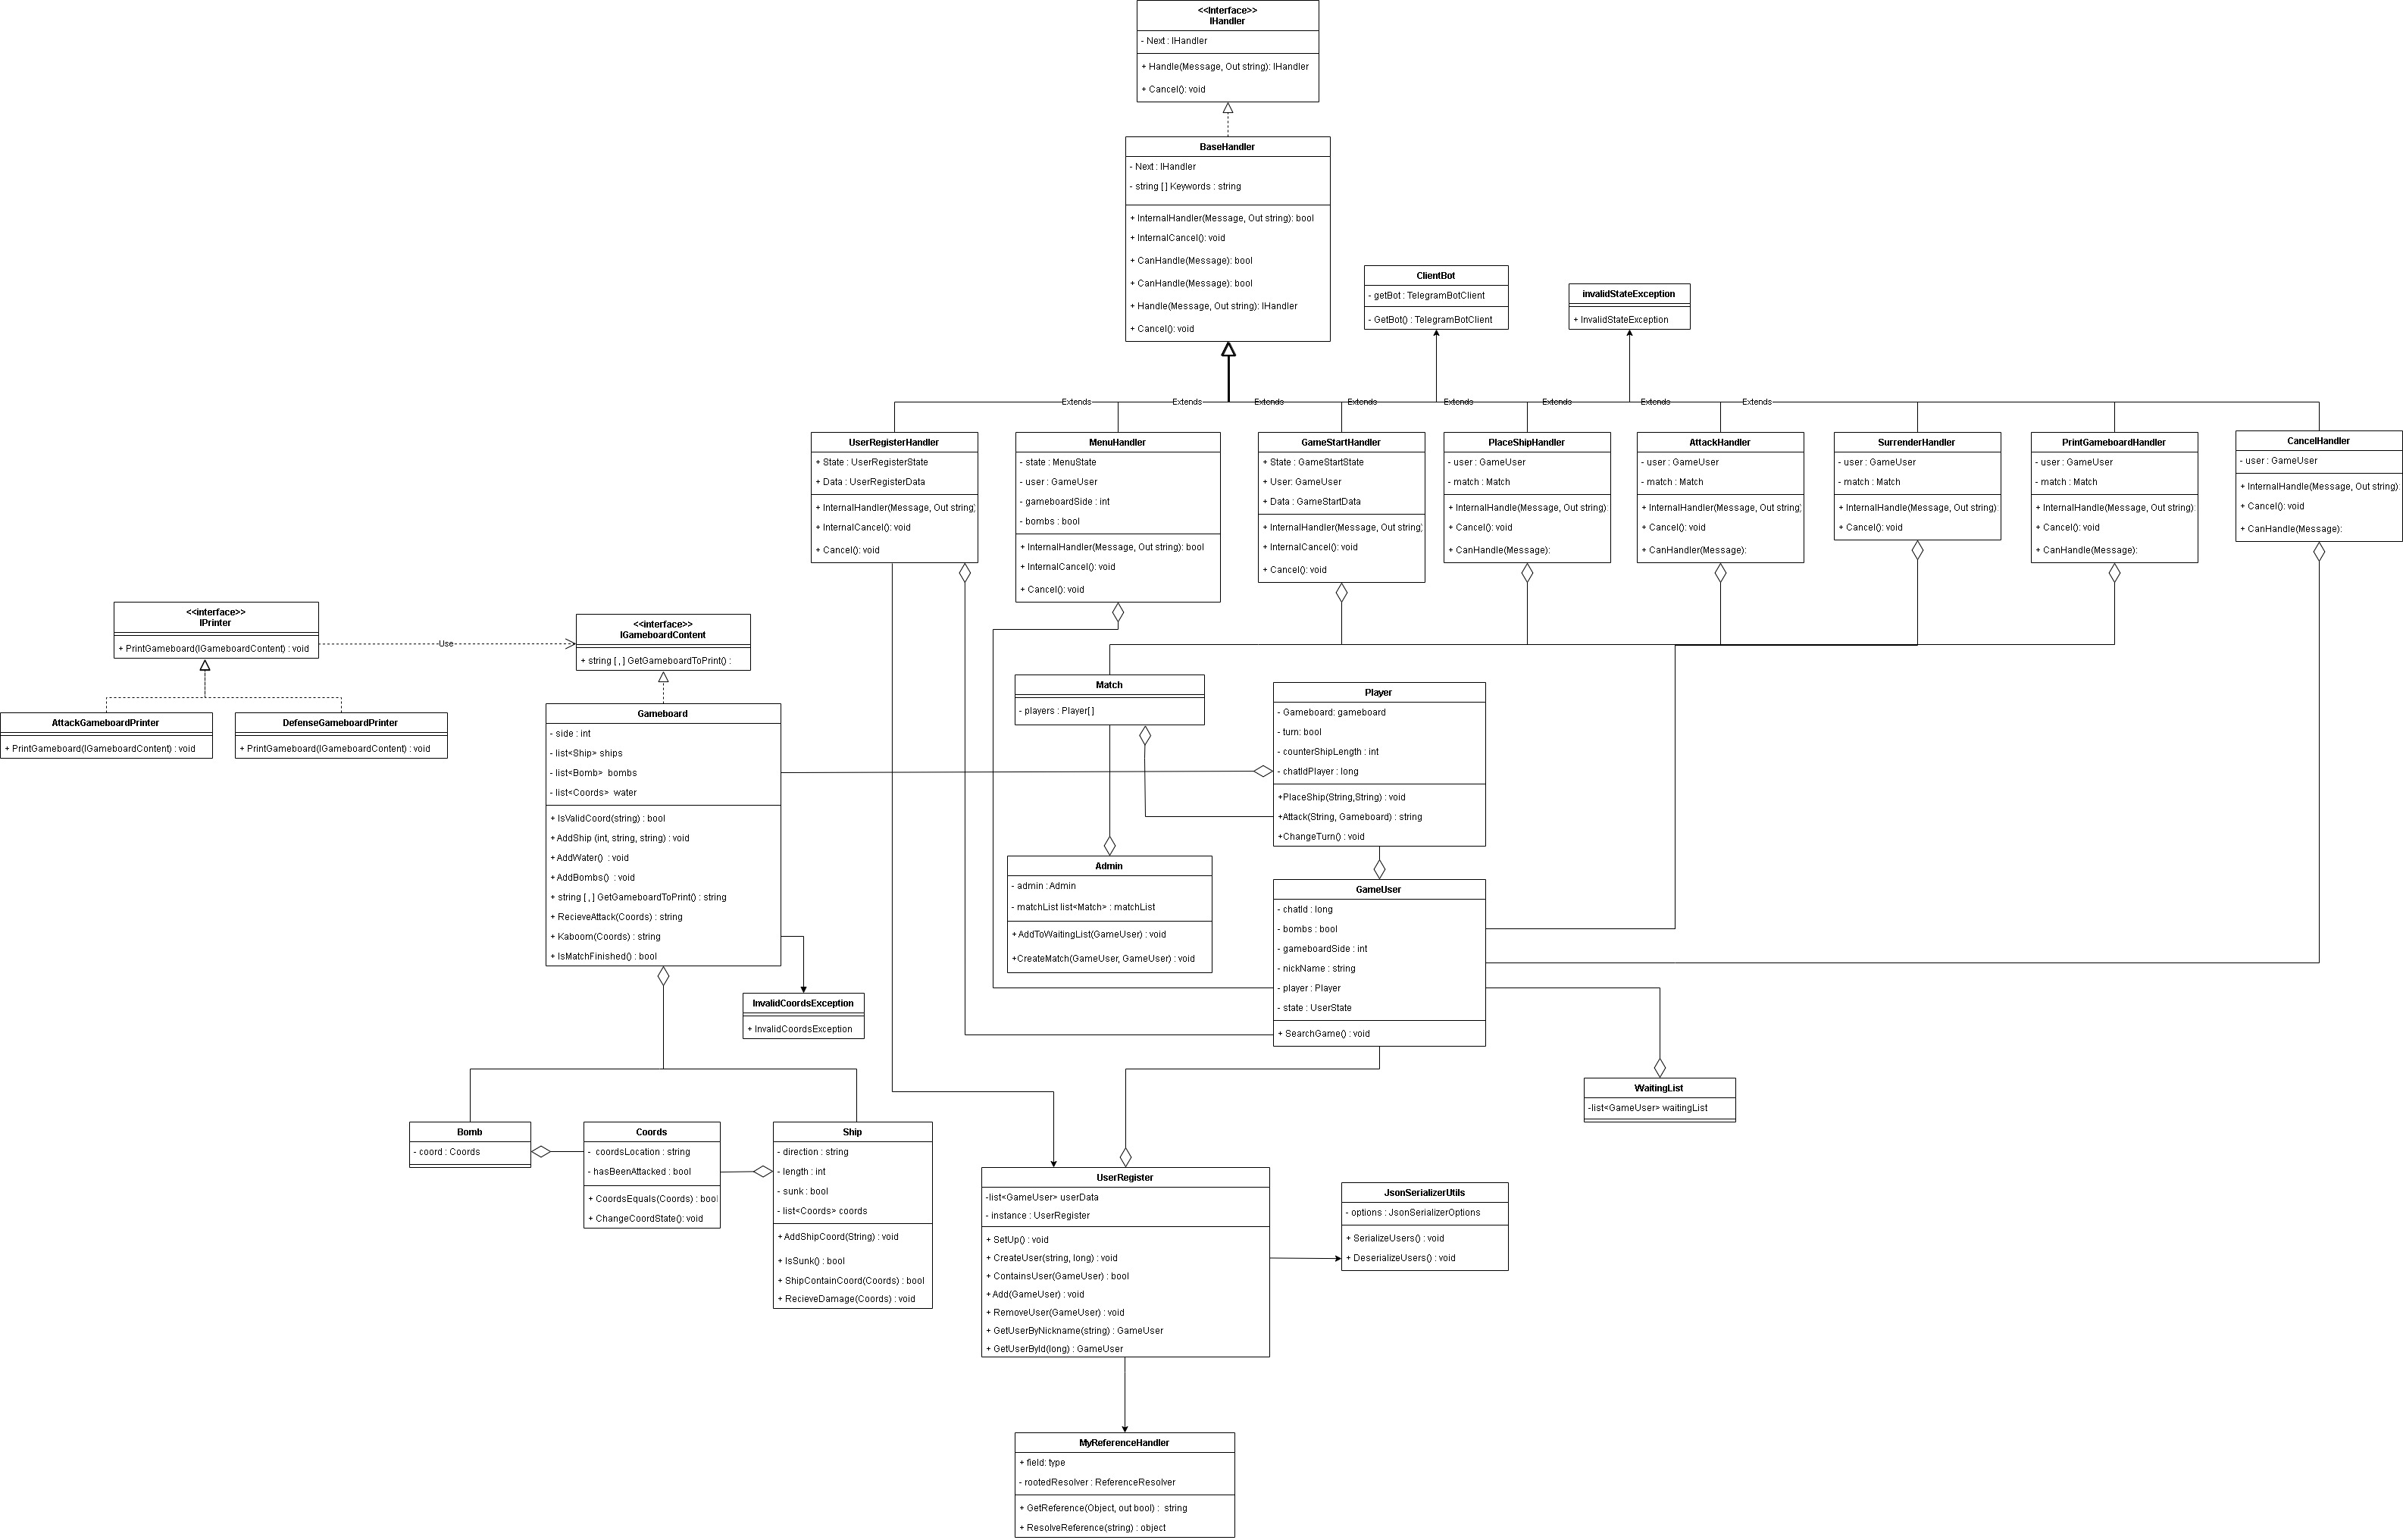 <<Interface>>
IHandler
- Next : IHandler
+ Handle(Message, Out string): IHandler
+ Cancel(): void
BaseHandler
- Next : IHandler
- string [ ] Keywords : string
+ InternalHandler(Message, Out string): bool
+ InternalCancel(): void
+ CanHandle(Message): bool
+ CanHandle(Message): bool
+ Handle(Message, Out string): IHandler
+ Cancel(): void
ClientBot
- getBot : TelegramBotClient
- GetBot() : TelegramBotClient
invalidStateException
+ InvalidStateException
Extends
Extends
Extends
Extends
Extends
Extends
Extends
Extends
UserRegisterHandler
+ State : UserRegisterState
+ Data : UserRegisterData
+ InternalHandler(Message, Out string)
+ InternalCancel(): void
+ Cancel(): void
MenuHandler
- state : MenuState
- user : GameUser
- gameboardSide : int
- bombs : bool
+ InternalHandler(Message, Out string): bool
+ InternalCancel(): void
+ Cancel(): void
GameStartHandler
+ State : GameStartState
+ User: GameUser
+ Data : GameStartData
+ InternalHandler(Message, Out string)
+ InternalCancel(): void
+ Cancel(): void
PlaceShipHandler
- user : GameUser
- match : Match
+ InternalHandle(Message, Out string):
+ Cancel(): void
+ CanHandle(Message):
AttackHandler
- user : GameUser
- match : Match
+ InternalHandler(Message, Out string)
+ Cancel(): void
+ CanHandler(Message):
SurrenderHandler
- user : GameUser
- match : Match
+ InternalHandle(Message, Out string):
+ Cancel(): void
PrintGameboardHandler
- user : GameUser
- match : Match
+ InternalHandle(Message, Out string):
+ Cancel(): void
+ CanHandle(Message):
CancelHandler
- user : GameUser
+ InternalHandle(Message, Out string):
+ Cancel(): void
+ CanHandle(Message):
<<interface>>
IPrinter
+ PrintGameboard(IGameboardContent) : void
Use
<<interface>>
IGameboardContent
+ string [ , ] GetGameboardToPrint() :
AttackGameboardPrinter
+ PrintGameboard(IGameboardContent) : void
DefenseGameboardPrinter
+ PrintGameboard(IGameboardContent) : void
Gameboard
- side : int
- list<Ship> ships
- list<Bomb> bombs
- list<Coords> water
+ IsValidCoord(string) : bool
+ AddShip (int, string, string) : void
+ AddWater() : void
+ AddBombs() : void
+ string [ , ] GetGameboardToPrint() : string
+ RecieveAttack(Coords) : string
+ Kaboom(Coords) : string
+ IsMatchFinished() : bool
Match
- players : Player[ ]
Player
- Gameboard: gameboard
- turn: bool
- counterShipLength : int
- chatIdPlayer : long
+PlaceShip(String,String) : void
+Attack(String, Gameboard) : string
+ChangeTurn() : void
Admin
- admin : Admin
- matchList list<Match> : matchList
+ AddToWaitingList(GameUser) : void
+CreateMatch(GameUser, GameUser) : void
GameUser
- chatId : long
- bombs : bool
- gameboardSide : int
- nickName : string
- player : Player
- state : UserState
+ SearchGame() : void
InvalidCoordsException
+ InvalidCoordsException
WaitingList
-list<GameUser> waitingList
Bomb
- coord : Coords
Coords
- coordsLocation : string
- hasBeenAttacked : bool
+ CoordsEquals(Coords) : bool
+ ChangeCoordState(): void
Ship
- direction : string
- length : int
- sunk : bool
- list<Coords> coords
+ AddShipCoord(String) : void
+ IsSunk() : bool
+ ShipContainCoord(Coords) : bool
+ RecieveDamage(Coords) : void
UserRegister
-list<GameUser> userData
- instance : UserRegister
+ SetUp() : void
+ CreateUser(string, long) : void
+ ContainsUser(GameUser) : bool
+ Add(GameUser) : void
+ RemoveUser(GameUser) : void
+ GetUserByNickname(string) : GameUser
+ GetUserById(long) : GameUser
JsonSerializerUtils
- options : JsonSerializerOptions
+ SerializeUsers() : void
+ DeserializeUsers() : void
MyReferenceHandler
+ field: type
- rootedResolver : ReferenceResolver
+ GetReference(Object, out bool) : string
+ ResolveReference(string) : object